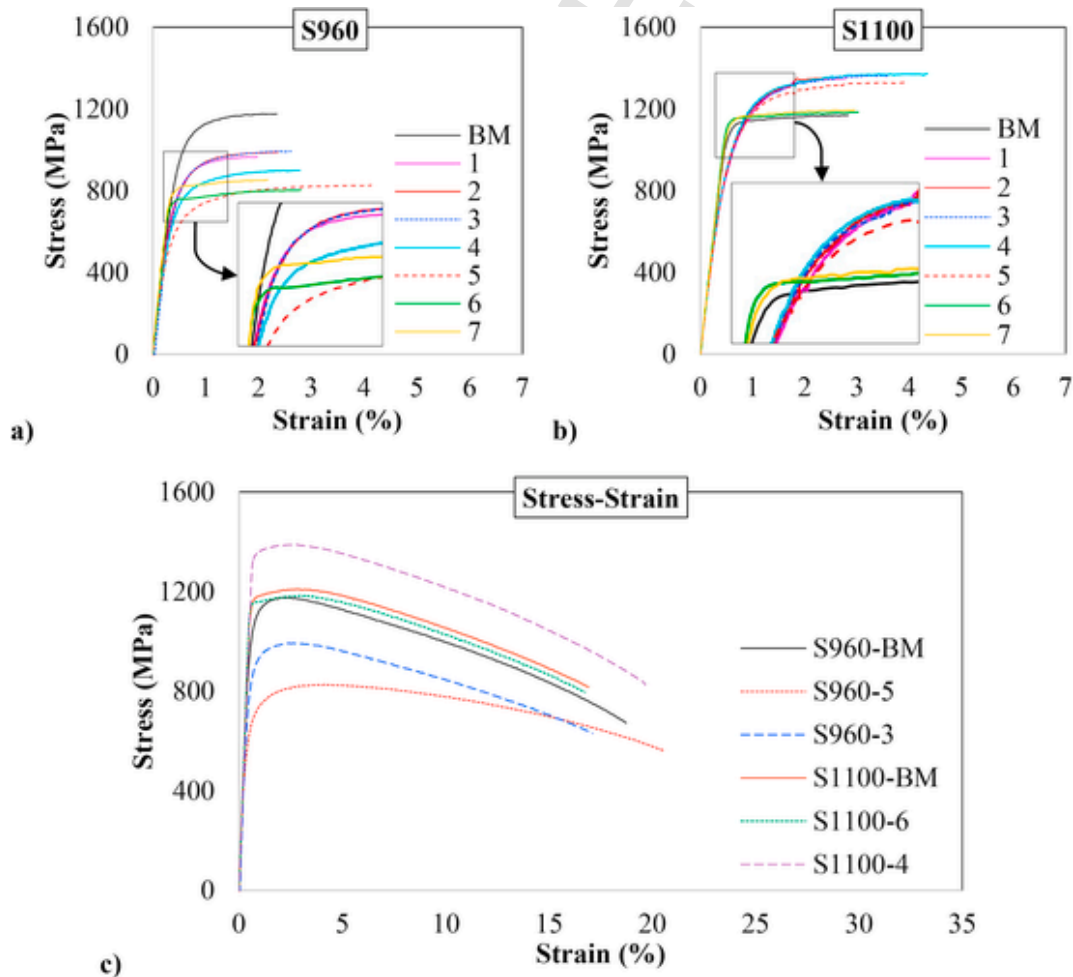 S960
1600
1200
800
400
0
Stress (MPa)
BM
1
2
3
4
5
6
7
0 1 2 3 4 5 6 7
Strain (%)
a)
S1100
1600
1200
800
400
0
Stress (MPa)
BM
1
2
3
4
5
6
7
0 1 2 3 4 5 6 7
Strain (%)
b)
Stress-Strain
1600
1200
800
400
0
Stress (MPa)
S960-BM
S960-5
S960-3
S1100-BM
S1100-6
S1100-4
0 5 10 15 20 25 30 35
Strain (%)
c)